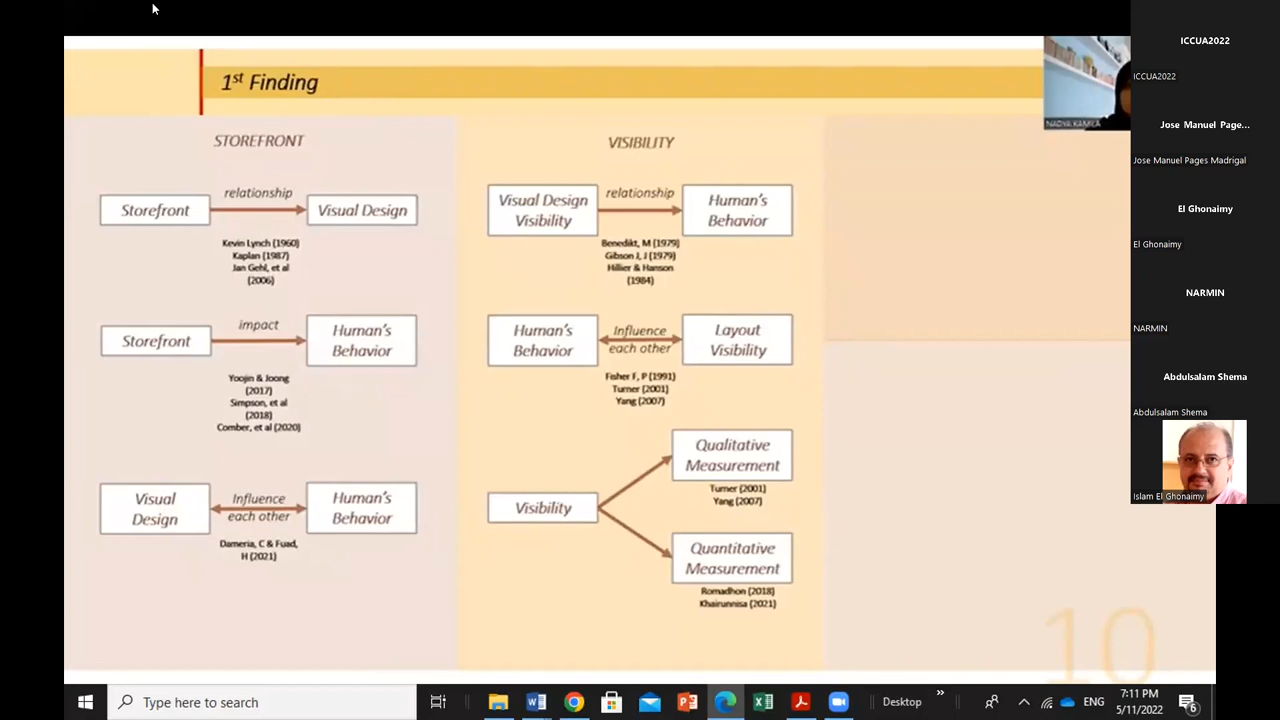 1st Finding
STOREFRONT
Storefront
relationship
Visual Design
Kevin Lynch (1960)
Kaplan (1987)
Jan Gehl, et al
(2006)
Storefront
impact
Human's
Behavior
Yoojin & Joong
(2017)
Simpson, et al
(2018)
Comber, et al (2020)
Visual
Design
Influence
each other
Human's
Behavior
Dameria, C & Fuad,
H (2021)
VISIBILITY
Visual Design
Visibility
relationship
Human's
Behavior
Benedikt, M (1979)
Gibson J, J (1979)
Hillier & Hanson
(1984)
Human's
Behavior
Influence
each other
Layout
Visibility
Fisher F, P (1991)
Turner (2001)
Yang (2007)
Visibility
Qualitative
Measurement
Turner (2001)
Yang (2007)
Quantitative
Measurement
Romadhon (2018)
Khairunnisa (2021)
10
NADYA KAMILA
ICCUA2022
ICCUA2022
Jose Manuel Page...
Jose Manuel Pages Madrigal
El Ghonaimy
El Ghonaimy
NARMIN
NARMIN
Abdulsalam Shema
Abdulsalam Shema
Islam El Ghonaimy
Type here to search
Desktop
»
ENG
7:11 PM
5/11/2022
6